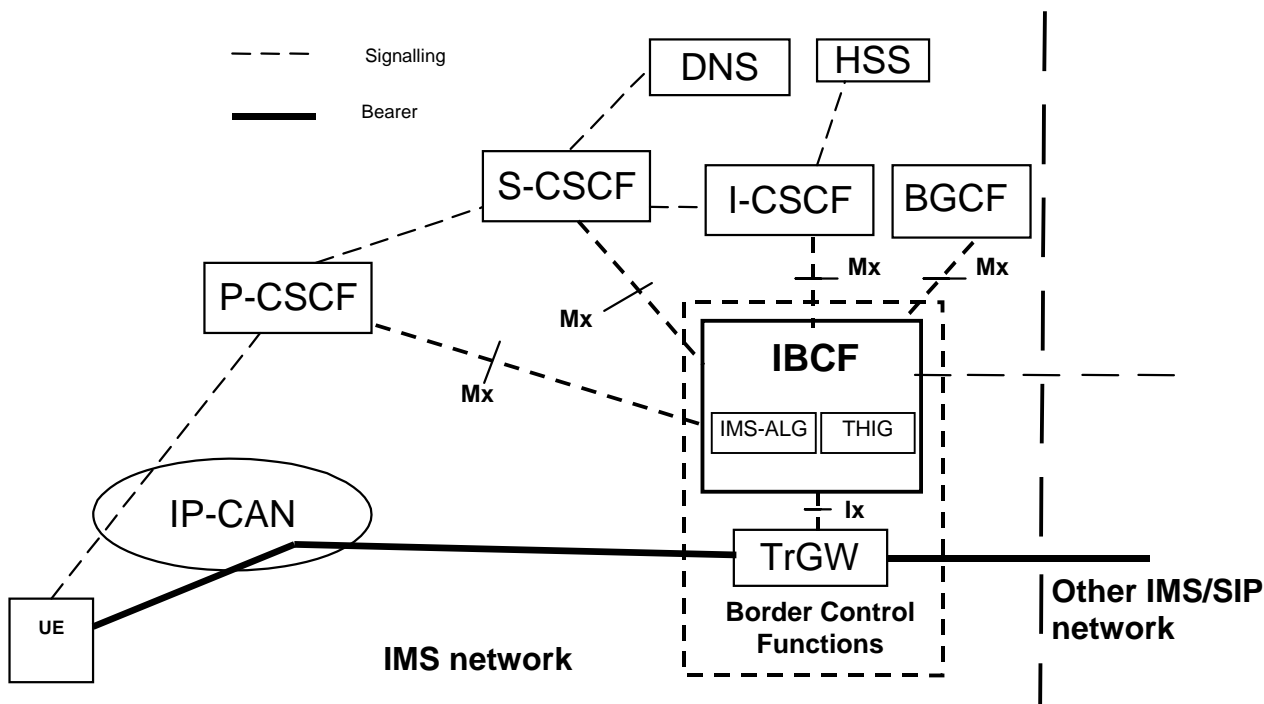 Signalling
Bearer
DNS
HSS
S-CSCF
I-CSCF
BGCF
P-CSCF
Mx
Mx
Mx
Mx
IBCF
IMS-ALG
THIG
Ix
IP-CAN
TrGW
UE
Border Control
Functions
IMS network
Other IMS/SIP
network